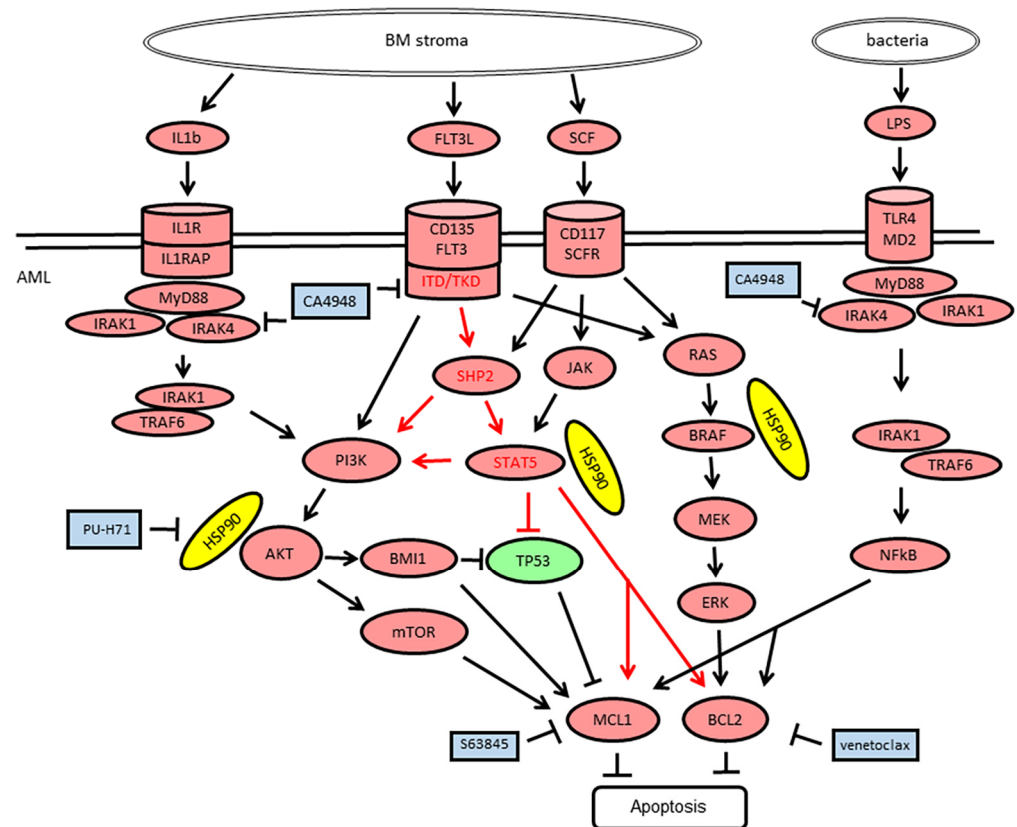 BM stroma
bacteria
IL1b
FLT3L
SCF
LPS
IL1R
IL1RAP
CD135
FLT3
ITD/TKD
CD117
SCFR
TLR4
MD2
AML
MyD88
IRAK1
IRAK4
CA4948
CA4948
MyD88
IRAK4
IRAK1
SHP2
JAK
RAS
IRAK1
TRAF6
PI3K
STAT5
HSP90
BRAF
HSP90
IRAK1
TRAF6
PU-H71
HSP90
AKT
BMI1
TP53
MEK
NFkB
mTOR
ERK
MCL1
BCL2
S63845
venetoclax
Apoptosis